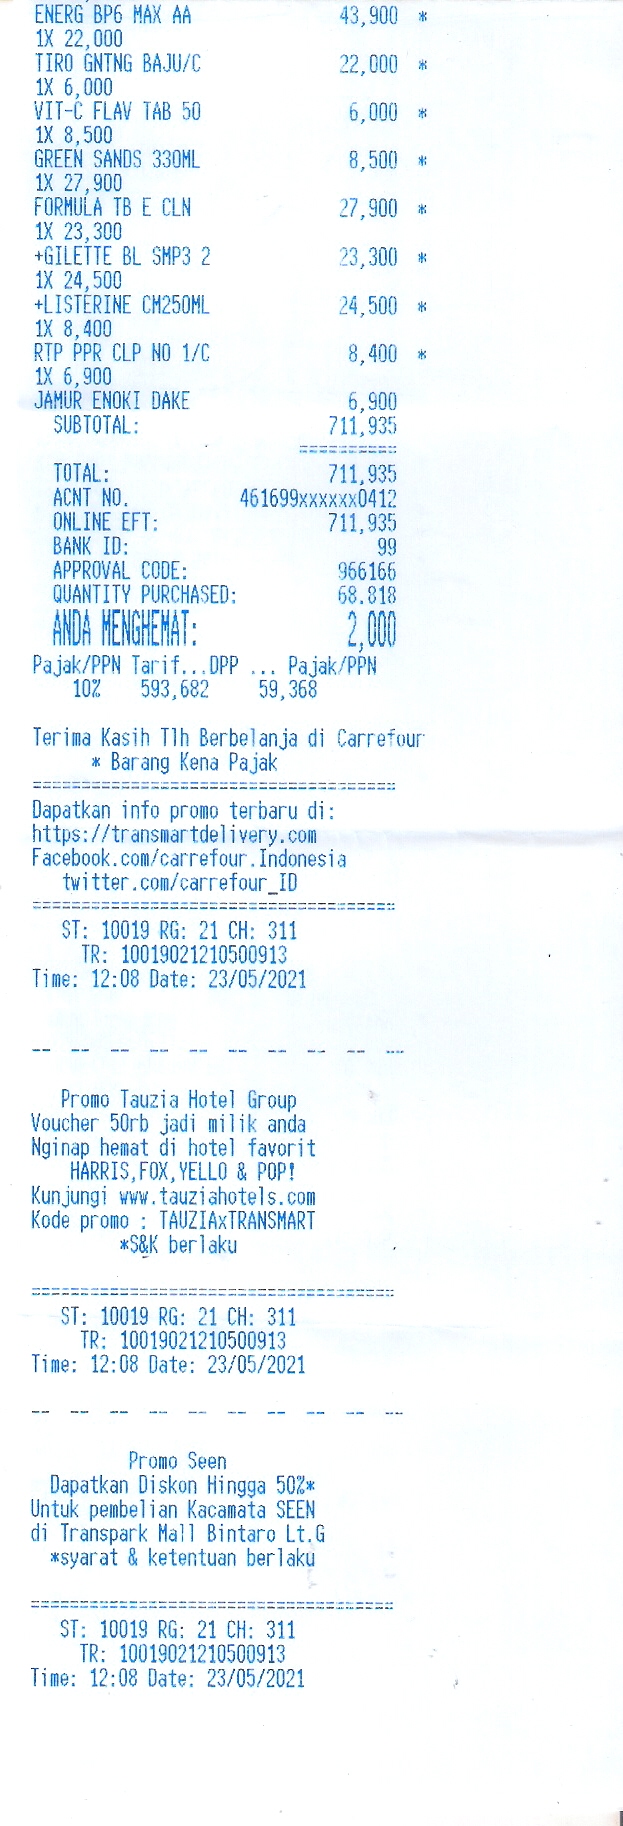 ENERG BP6 MAX AA 43,900 *
1X 22,000
TIRO GNTNG BAJU/C 22,000 *
1X 6,000
VIT-C FLAV TAB 50 6,000 *
1X 8,500
GREEN SANDS 330ML 8,500 *
1X 27,900
FORMULA TB E CLN 27,900 *
1X 23,300
+GILETTE BL SMP3 2 23,300 *
1X 24,500
+LISTERINE CM250ML 24,500 *
1X 8,400
RTP PPR CLP NO 1/C 8,400 *
1X 6,900
JAMUR ENOKI DAKE 6,900
SUBTOTAL: 711,935
==========
TOTAL: 711,935
ACNT NO. 461699xxxxxx0412
ONLINE EFT: 711,935
BANK ID: 99
APPROVAL CODE: 966166
QUANTITY PURCHASED: 68.818
ANDA MENGHEMAT: 2,000
Pajak/PPN Tarif...DPP ... Pajak/PPN
10% 593,682 59,368
Terima Kasih Tlh Berbelanja di Carrefour
* Barang Kena Pajak
=====================================
Dapatkan info promo terbaru di:
https://transmartdelivery.com
Facebook.com/carrefour.Indonesia
twitter.com/carrefour_ID
=====================================
ST: 10019 RG: 21 CH: 311
TR: 10019021210500913
Time: 12:08 Date: 23/05/2021
-- -- -- -- -- -- -- -- -- --
Promo Tauzia Hotel Group
Voucher 50rb jadi milik anda
Nginap hemat di hotel favorit
HARRIS,FOX,YELLO & POP!
Kunjungi www.tauziahotels.com
Kode promo : TAUZIAxTRANSMART
*S&K berlaku
=====================================
ST: 10019 RG: 21 CH: 311
TR: 10019021210500913
Time: 12:08 Date: 23/05/2021
-- -- -- -- -- -- -- -- -- --
Promo Seen
Dapatkan Diskon Hingga 50%*
Untuk pembelian Kacamata SEEN
di Transpark Mall Bintaro Lt.G
*syarat & ketentuan berlaku
=====================================
ST: 10019 RG: 21 CH: 311
TR: 10019021210500913
Time: 12:08 Date: 23/05/2021